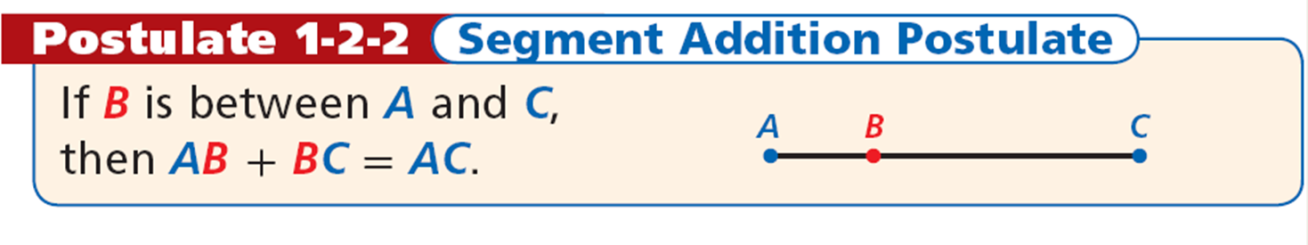 Postulate 1-2-2 Segment Addition Postulate
If B is between A and C,
then AB + BC = AC.
A B C